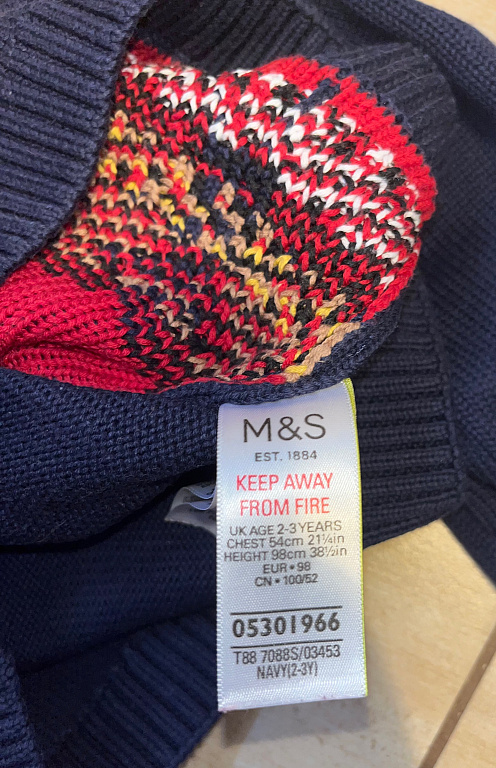 M&S
EST. 1884
KEEP AWAY
FROM FIRE
UK AGE 2-3 YEARS
CHEST 54cm 21¼in
HEIGHT 98cm 38½in
EUR • 98
CN • 100/52
05301966
T88 7088S/03453
NAVY(2-3Y)